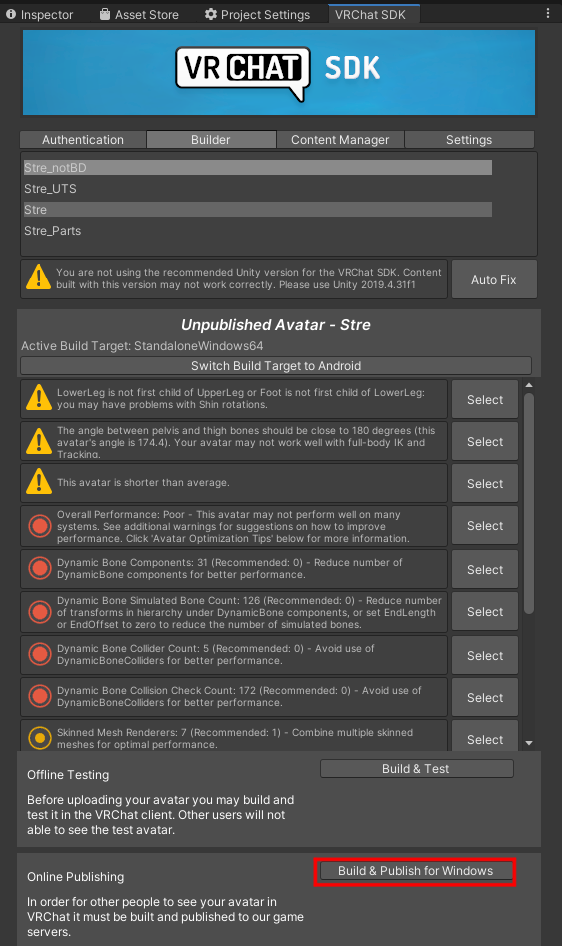 Inspector
Asset Store
Project Settings
VRChat SDK
VRCHAT SDK
Authentication
Builder
Content Manager
Settings
Stre_notBD
Stre_UTS
Stre
Stre_Parts
You are not using the recommended Unity version for the VRChat SDK. Content
built with this version may not work correctly. Please use Unity 2019.4.31f1
Auto Fix
Unpublished Avatar - Stre
Active Build Target: StandaloneWindows64
Switch Build Target to Android
LowerLeg is not first child of UpperLeg or Foot is not first child of LowerLeg:
you may have problems with Shin rotations.
Select
The angle between pelvis and thigh bones should be close to 180 degrees (this
avatar's angle is 174.4). Your avatar may not work well with full-body IK and
Tracking.
Select
This avatar is shorter than average.
Select
Overall Performance: Poor - This avatar may not perform well on many
systems. See additional warnings for suggestions on how to improve
performance. Click 'Avatar Optimization Tips' below for more information.
Select
Dynamic Bone Components: 31 (Recommended: 0) - Reduce number of
DynamicBone components for better performance.
Select
Dynamic Bone Simulated Bone Count: 126 (Recommended: 0) - Reduce number
of transforms in hierarchy under DynamicBone components, or set EndLength
or EndOffset to zero to reduce the number of simulated bones.
Select
Dynamic Bone Collider Count: 5 (Recommended: 0) - Avoid use of
DynamicBoneColliders for better performance.
Select
Dynamic Bone Collision Check Count: 172 (Recommended: 0) - Avoid use of
DynamicBoneColliders for better performance.
Select
Skinned Mesh Renderers: 7 (Recommended: 1) - Combine multiple skinned
meshes for optimal performance.
Select
Offline Testing
Build & Test
Before uploading your avatar you may build and
test it in the VRChat client. Other users will not
able to see the test avatar.
Online Publishing
Build & Publish for Windows
In order for other people to see your avatar in
VRChat it must be built and published to our game
servers.